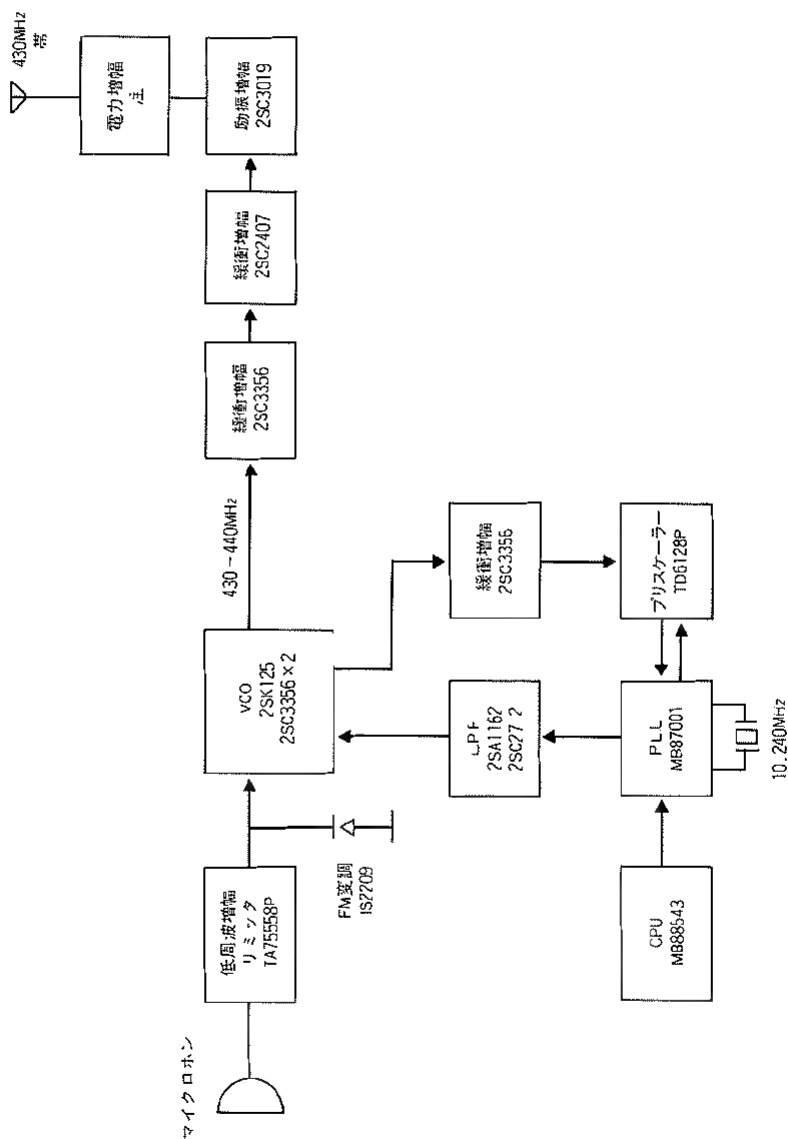 マイクロホン
低周波増幅
リミッタ
TA75558P
FM変調
1S2209
VCO
2SK125
2SC3356×2
430~440MHz
緩衝増幅
2SC3356
緩衝増幅
2SC2407
励振増幅
2SC3019
電力増幅
注
430MHz
帯
LPF
2SA1162
緩衝増幅
2SC3356
CPU
MB88543
PLL
MB87001
プリスケーラー
TD6128P
10.240MHz